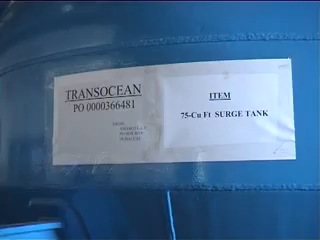 TRANSOCEAN
PO 0000366481
ITEM
75-Cu Ft SURGE TANK